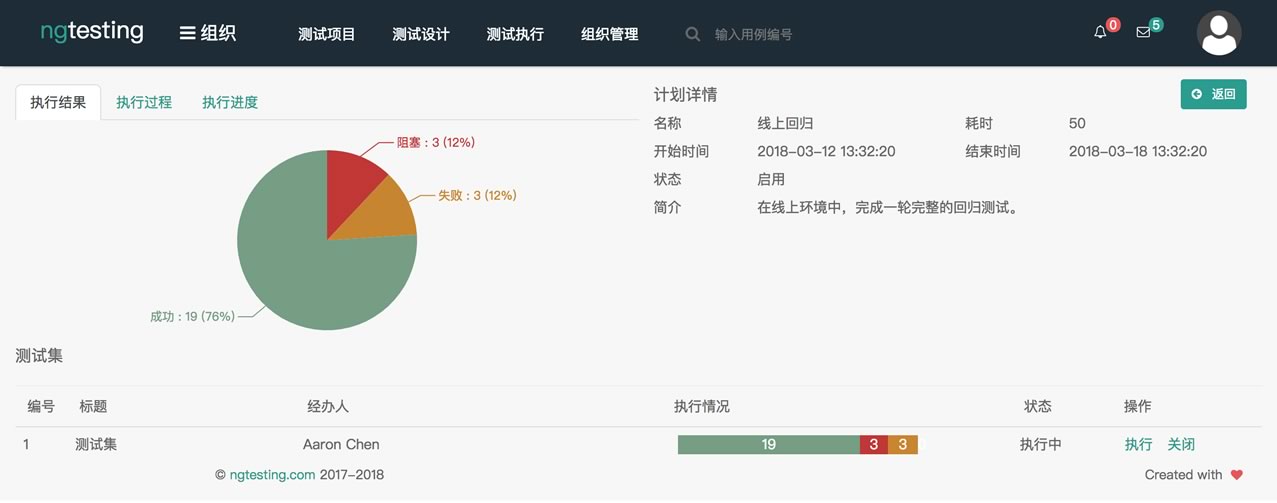 ngtesting 组织 测试项目 测试设计 测试执行 组织管理 输入用例编号 0 5
执行结果 执行过程 执行进度
阻塞 : 3 (12%)
失败 : 3 (12%)
成功 : 19 (76%)
计划详情 返回
名称 线上回归 耗时 50
开始时间 2018-03-12 13:32:20 结束时间 2018-03-18 13:32:20
状态 启用
简介 在线上环境中，完成一轮完整的回归测试。
测试集
编号 标题 经办人 执行情况 状态 操作
1 测试集 Aaron Chen 19 3 3 执行中 执行 关闭
© ngtesting.com 2017-2018 Created with